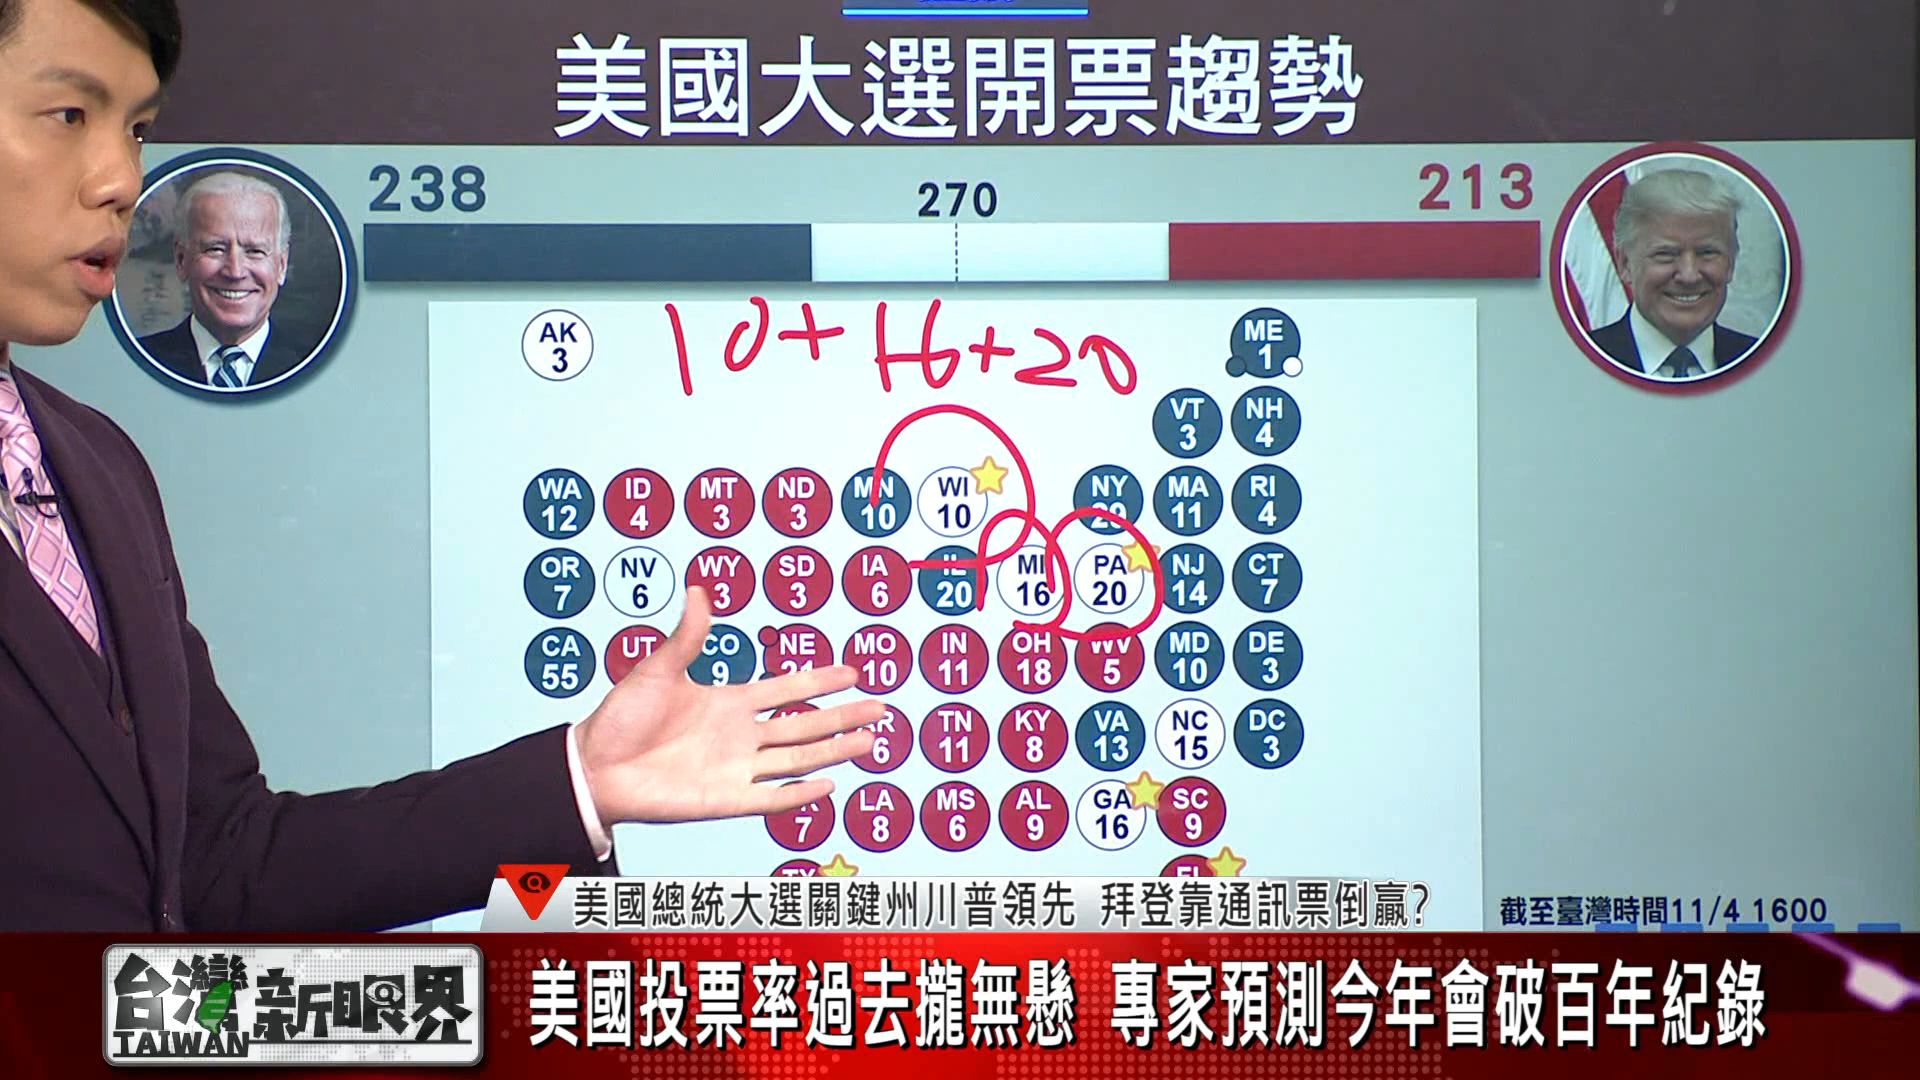 美國大選開票趨勢
238
270
213
10+16+20
AK
3
ME
1
VT
3
NH
4
WA
12
ID
4
MT
3
ND
3
MN
10
WI
10
NY
29
MA
11
RI
4
OR
7
NV
6
WY
3
SD
3
IA
6
IL
20
MI
16
PA
20
NJ
14
CT
7
CA
55
UT
CO
9
NE
MO
10
IN
11
OH
18
WV
5
MD
10
DE
3
AR
6
TN
11
KY
8
VA
13
NC
15
DC
3
7
LA
8
MS
6
AL
9
GA
16
SC
9
美國總統大選關鍵州川普領先 拜登靠通訊票倒贏?
截至臺灣時間11/4 1600
台灣新眼界
TAIWAN
美國投票率過去攏無懸 專家預測今年會破百年紀錄